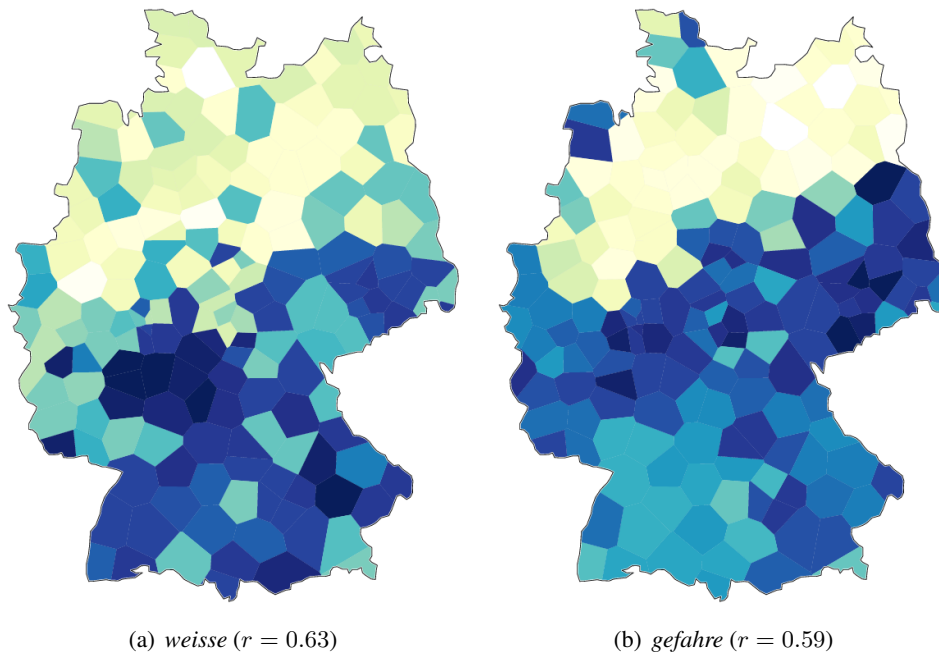 (a) weisse (r = 0.63)
(b) gefahre (r = 0.59)